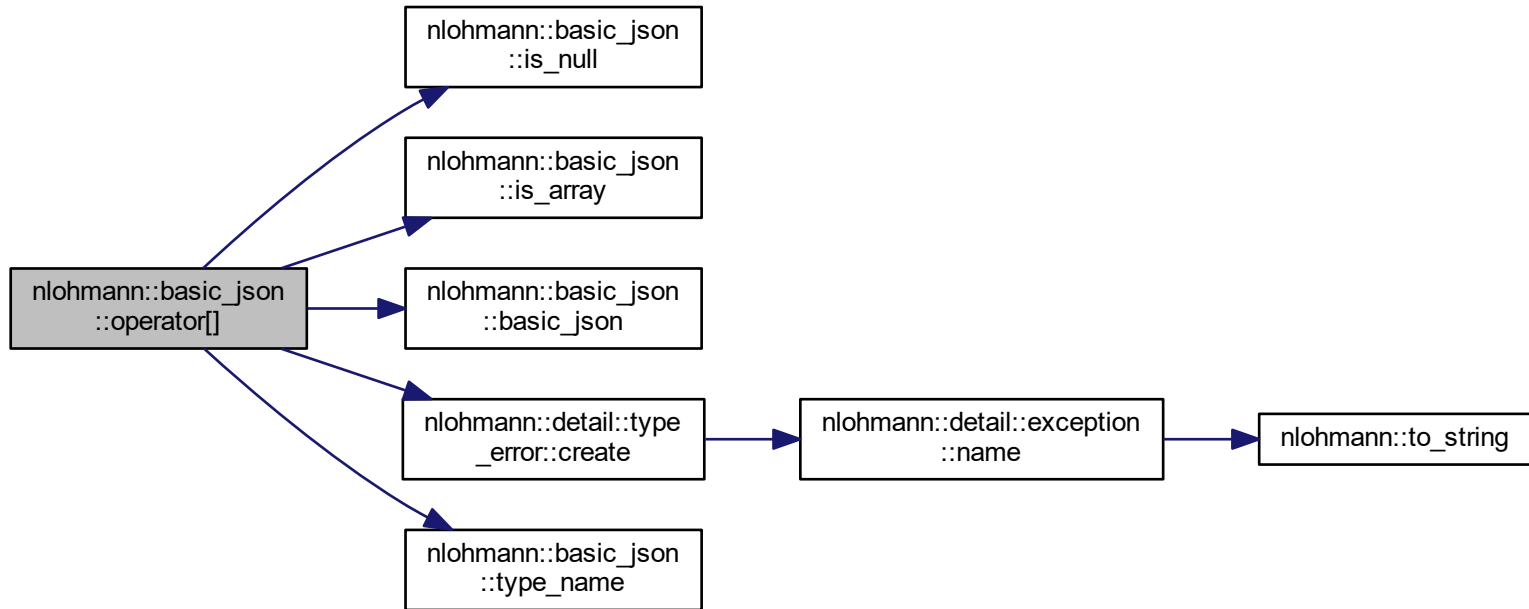 nlohmann::basic_json
::is_null
nlohmann::basic_json
::is_array
nlohmann::basic_json
::operator[]
nlohmann::basic_json
::basic_json
nlohmann::detail::type
_error::create
nlohmann::detail::exception
::name
nlohmann::to_string
nlohmann::basic_json
::type_name